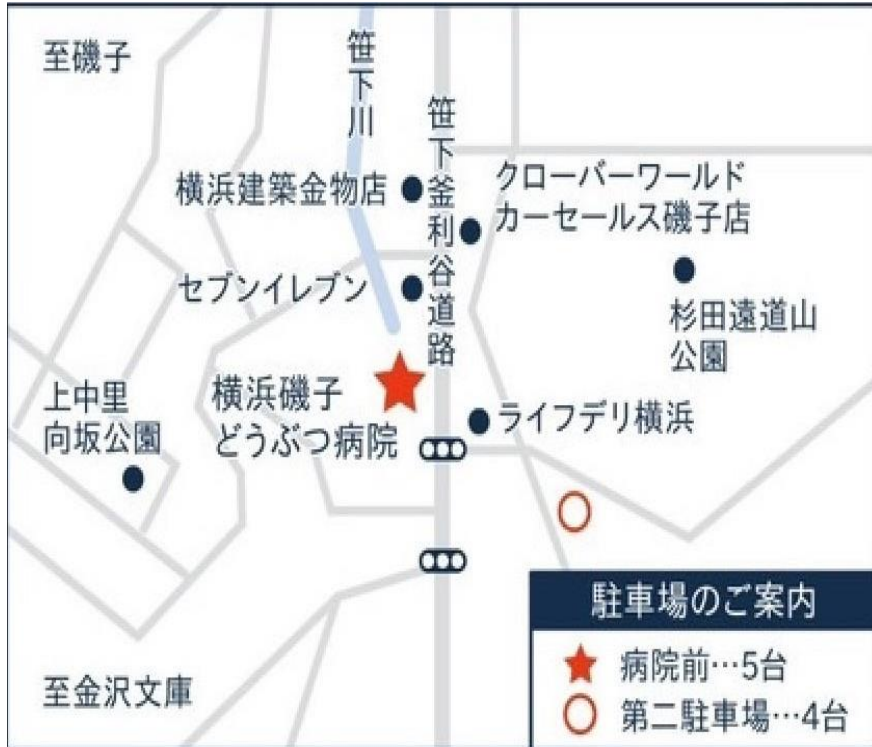 至磯子
笹下川
笹下釜利谷道路
横浜建築金物店
クローバーワールド
カーセールス磯子店
セブンイレブン
杉田遠道山
公園
横浜磯子
どうぶつ病院
ライフデリ横浜
上中里
向坂公園
至金沢文庫
駐車場のご案内
病院前…5台
第二駐車場…4台